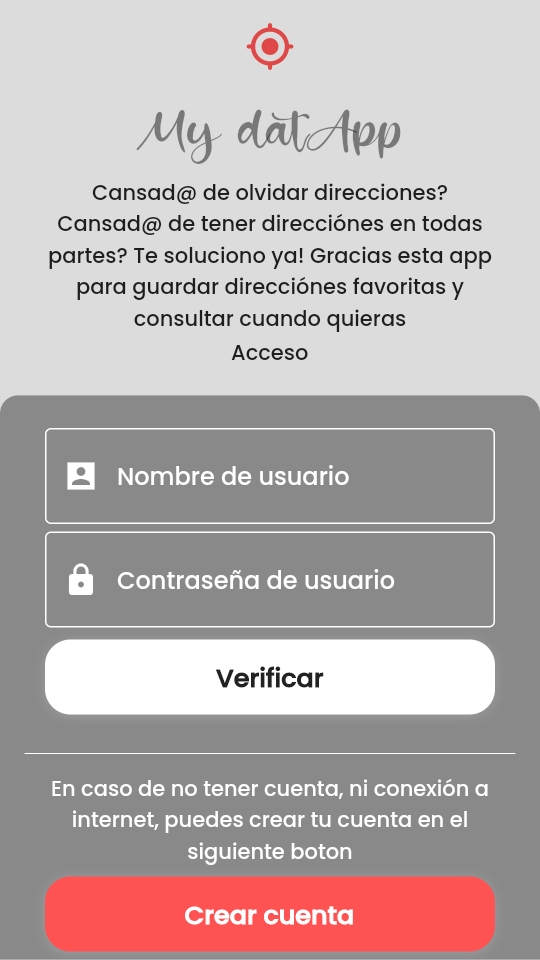 My datApp
Cansad@ de olvidar direcciones?
Cansad@ de tener direcciónes en todas
partes? Te soluciono ya! Gracias esta app
para guardar direcciónes favoritas y
consultar cuando quieras
Acceso
Nombre de usuario
Contraseña de usuario
Verificar
En caso de no tener cuenta, ni conexión a
internet, puedes crear tu cuenta en el
siguiente boton
Crear cuenta